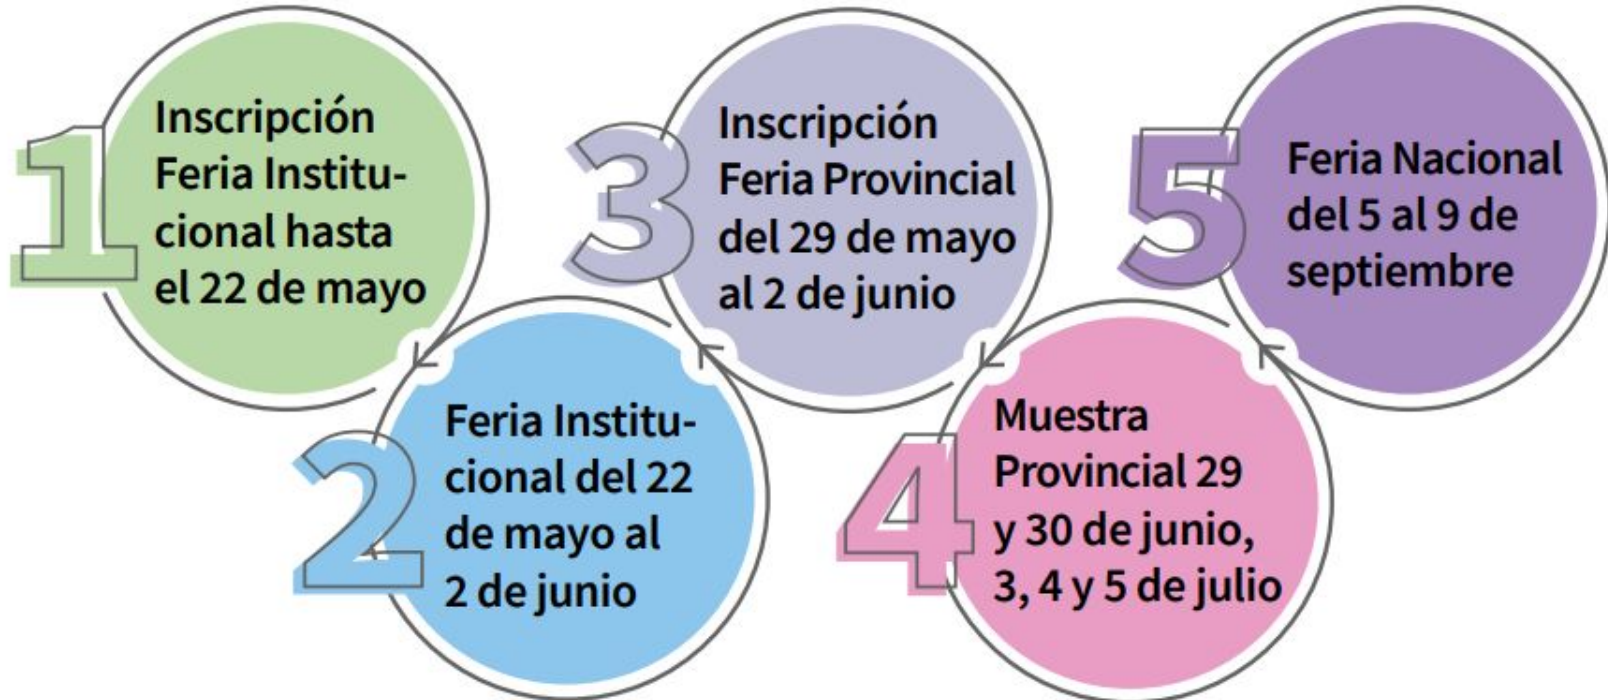 1
Inscripción
Feria Institu-
cional hasta
el 22 de mayo
2
Feria Institu-
cional del 22
de mayo al
2 de junio
3
Inscripción
Feria Provincial
del 29 de mayo
al 2 de junio
4
Muestra
Provincial 29
y 30 de junio,
3, 4 y 5 de julio
5
Feria Nacional
del 5 al 9 de
septiembre